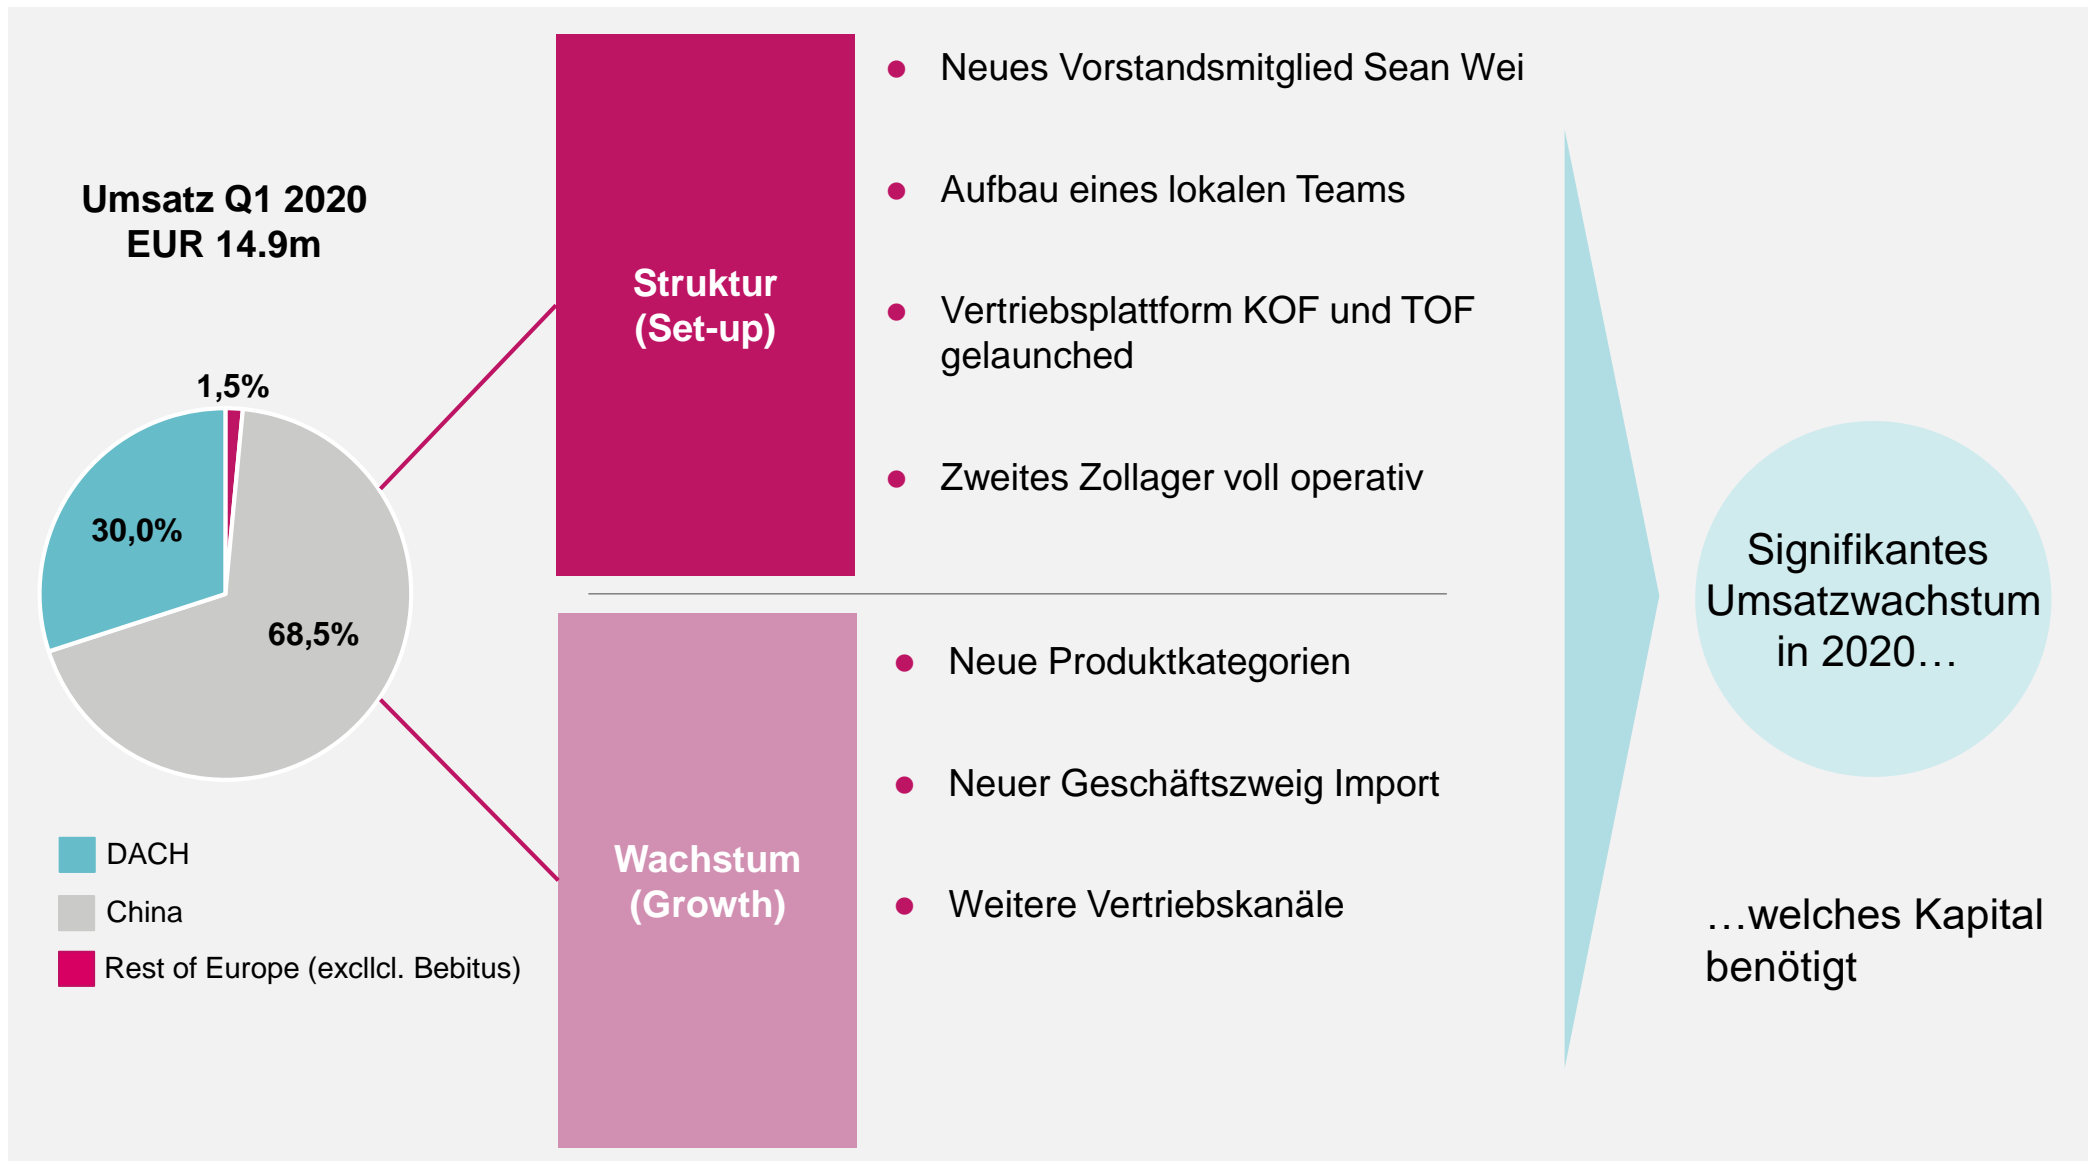 Umsatz Q1 2020
EUR 14.9m
1,5%
30,0%
68,5%
DACH
China
Rest of Europe (excllcl. Bebitus)
Struktur
(Set-up)
Neues Vorstandsmitglied Sean Wei
Aufbau eines lokalen Teams
Vertriebsplattform KOF und TOF
gelaunched
Zweites Zollager voll operativ
Wachstum
(Growth)
Neue Produktkategorien
Neuer Geschäftszweig Import
Weitere Vertriebskanäle
Signifikantes
Umsatzwachstum
in 2020…
…welches Kapital
benötigt